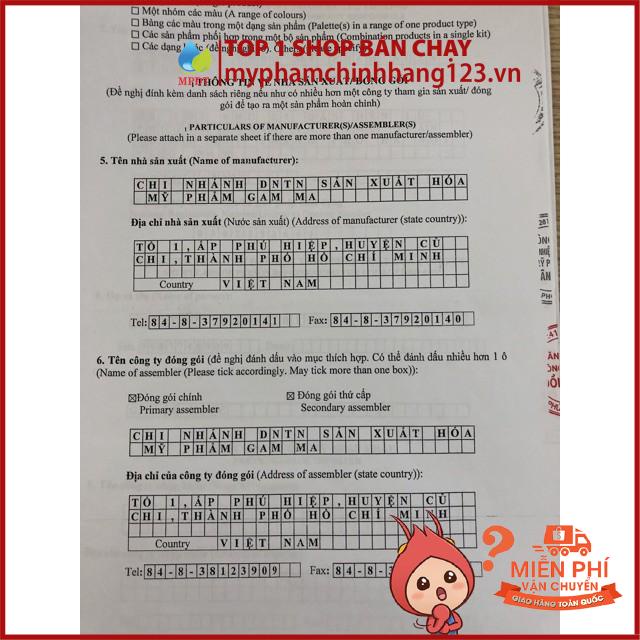 ☐ Một nhóm các màu (A range of colours)
☐ Bảng các màu trong một dạng sản phẩm (Palette(s) in a range of one product type)
☐ Các sản phẩm phối hợp trong một bộ sản phẩm (Combination products in a single kit)
☐ Các dạng
TOP 1 SHOP BÁN CHẠY
myphamchinhhang123.vn
THÔNG TIN VỀ NHÀ SẢN XUẤT/ ĐÓNG GÓI
(Đề nghị đính kèm danh sách riêng nếu như có nhiều hơn một công ty tham gia sản xuất/ đóng
gói để tạo ra một sản phẩm hoàn chỉnh)
PARTICULARS OF MANUFACTURER(S)/ASSEMBLER(S)
(Please attach in a separate sheet if there are more than one manufacturer/assembler)
5. Tên nhà sản xuất (Name of manufacturer):
CHI NHÁNH DNTN SẢN XUẤT HÓA
MỸ PHẨM GAM MA
Địa chỉ nhà sản xuất (Nước sản xuất) (Address of manufacturer (state country)):
TỔ 1, ẤP PHÚ HIỆP, HUYỆN CỦ
CHI, THÀNH PHỐ HỒ CHÍ MINH
Country VIỆT NAM
Tel: 84-8-37920141 Fax: 84-8-37920140
6. Tên công ty đóng gói (đề nghị đánh dấu vào mục thích hợp. Có thể đánh dấu nhiều hơn 1 ô
(Name of assembler (Please tick accordingly. May tick more than one box)):
☒Đóng gói chính ☒ Đóng gói thứ cấp
Primary assembler Secondary assembler
CHI NHÁNH DNTN SẢN XUẤT HÓA
MỸ PHẨM GAM MA
Địa chỉ của công ty đóng gói (Address of assembler (state country)):
TỔ 1, ẤP PHÚ HIỆP, HUYỆN CỦ
CHI, THÀNH PHỐ HỒ CHÍ MINH
Country VIỆT NAM
Tel: 84-8-38123909 Fax: 84-8-3
MIỄN PHÍ
VẬN CHUYỂN
GIAO HÀNG TOÀN QUỐC